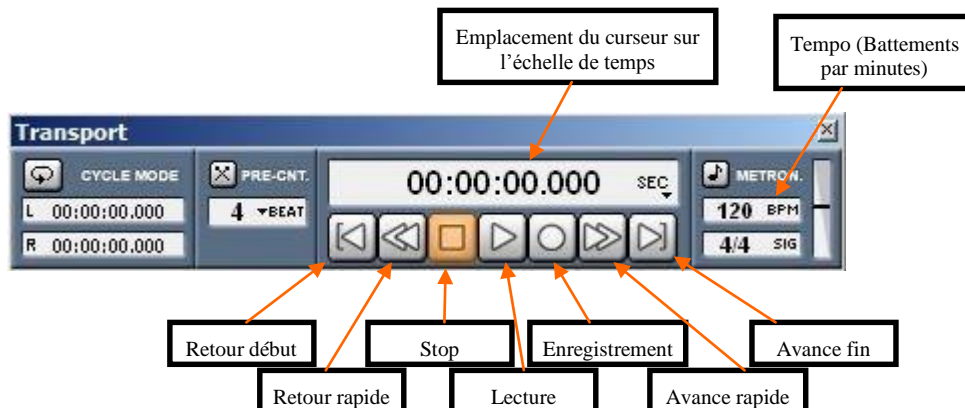 Emplacement du curseur sur
l'échelle de temps
Tempo (Battements
par minutes)
Transport
CYCLE MODE
PRE-CNT.
00:00:00.000 SEC
METRON.
L 00:00:00.000
4 BEAT
120 BPM
R 00:00:00.000
4/4 SIG
Retour début
Stop
Enregistrement
Avance fin
Retour rapide
Lecture
Avance rapide